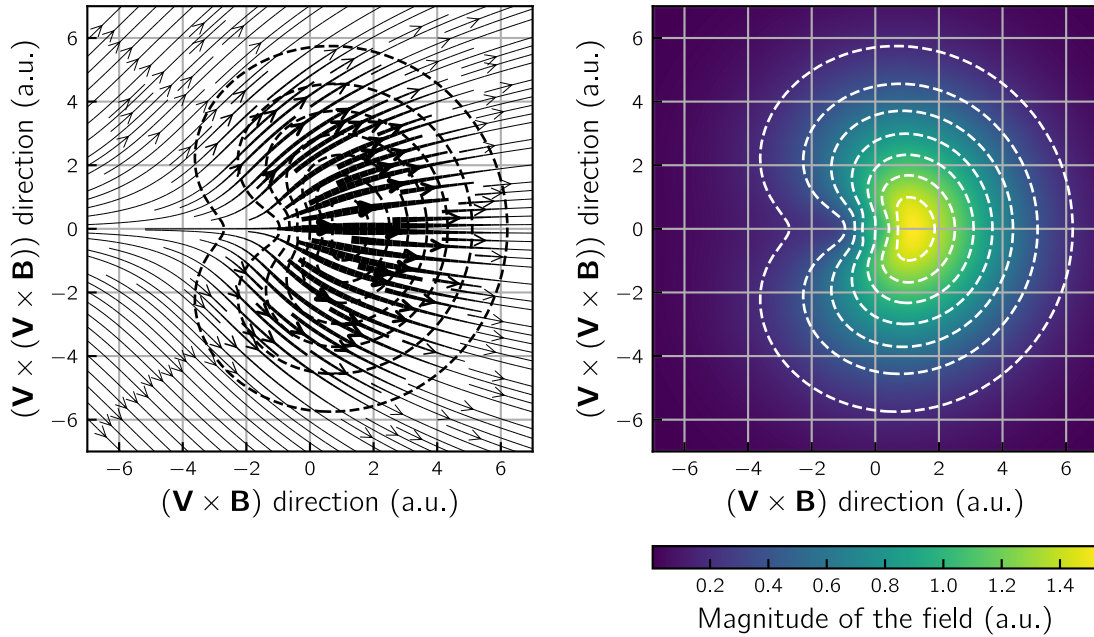 6
4
2
0
−2
−4
−6
(V × (V × B)) direction (a.u.)
−6 −4 −2 0 2 4 6
(V × B) direction (a.u.)
6
4
2
0
−2
−4
−6
(V × (V × B)) direction (a.u.)
−6 −4 −2 0 2 4 6
(V × B) direction (a.u.)
0.2 0.4 0.6 0.8 1.0 1.2 1.4
Magnitude of the field (a.u.)